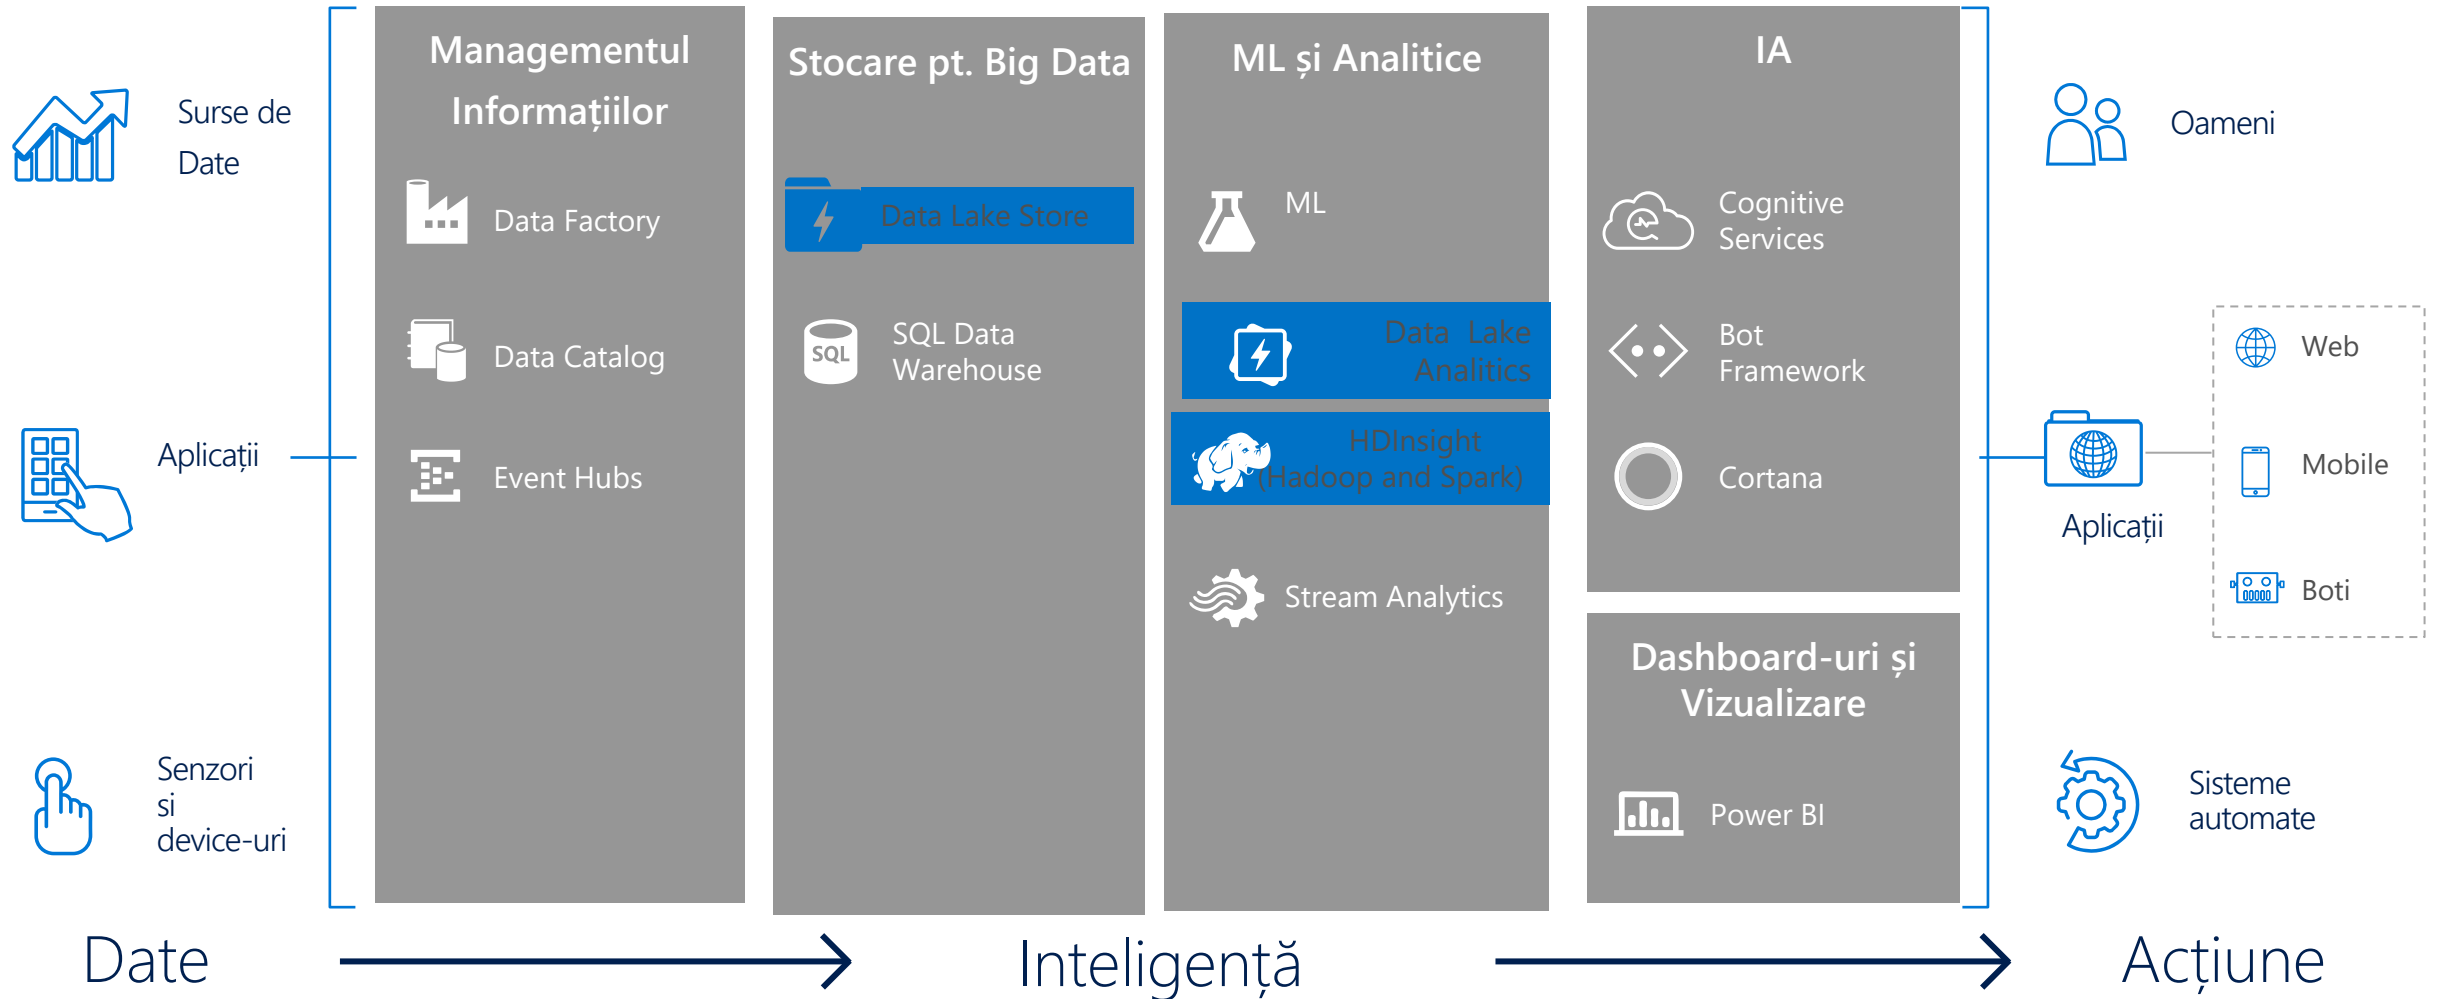 Surse de
Date
Aplicații
Senzori
si
device-uri
Managementul
Informațiilor
Data Factory
Data Catalog
Event Hubs
Stocare pt. Big Data
Data Lake Store
SQL
SQL Data
Warehouse
ML și Analitice
ML
Data Lake
Analitics
HDInsight
(Hadoop and Spark)
Stream Analytics
IA
Cognitive
Services
Bot
Framework
Cortana
Dashboard-uri și
Vizualizare
Power BI
Oameni
Aplicații
Web
Mobile
Boti
Sisteme
automate
Date
Inteligență
Acțiune